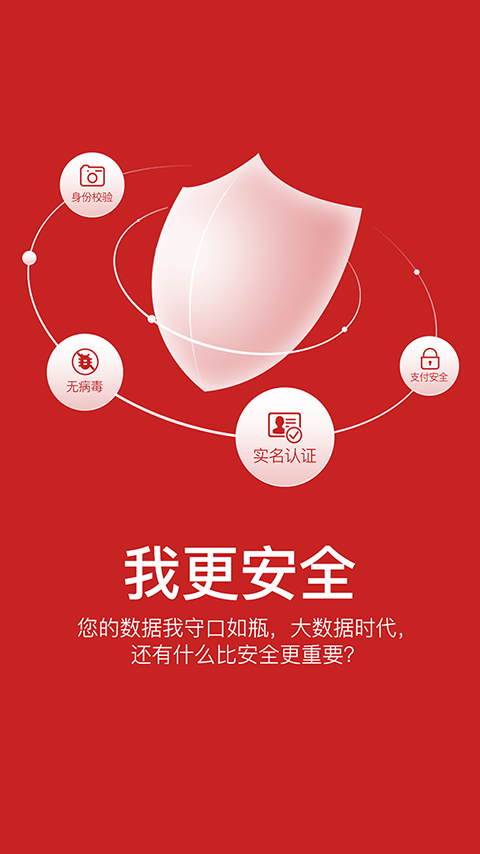 身份校验
无病毒
支付安全
实名认证
我更安全
您的数据我守口如瓶，大数据时代，
还有什么比安全更重要？